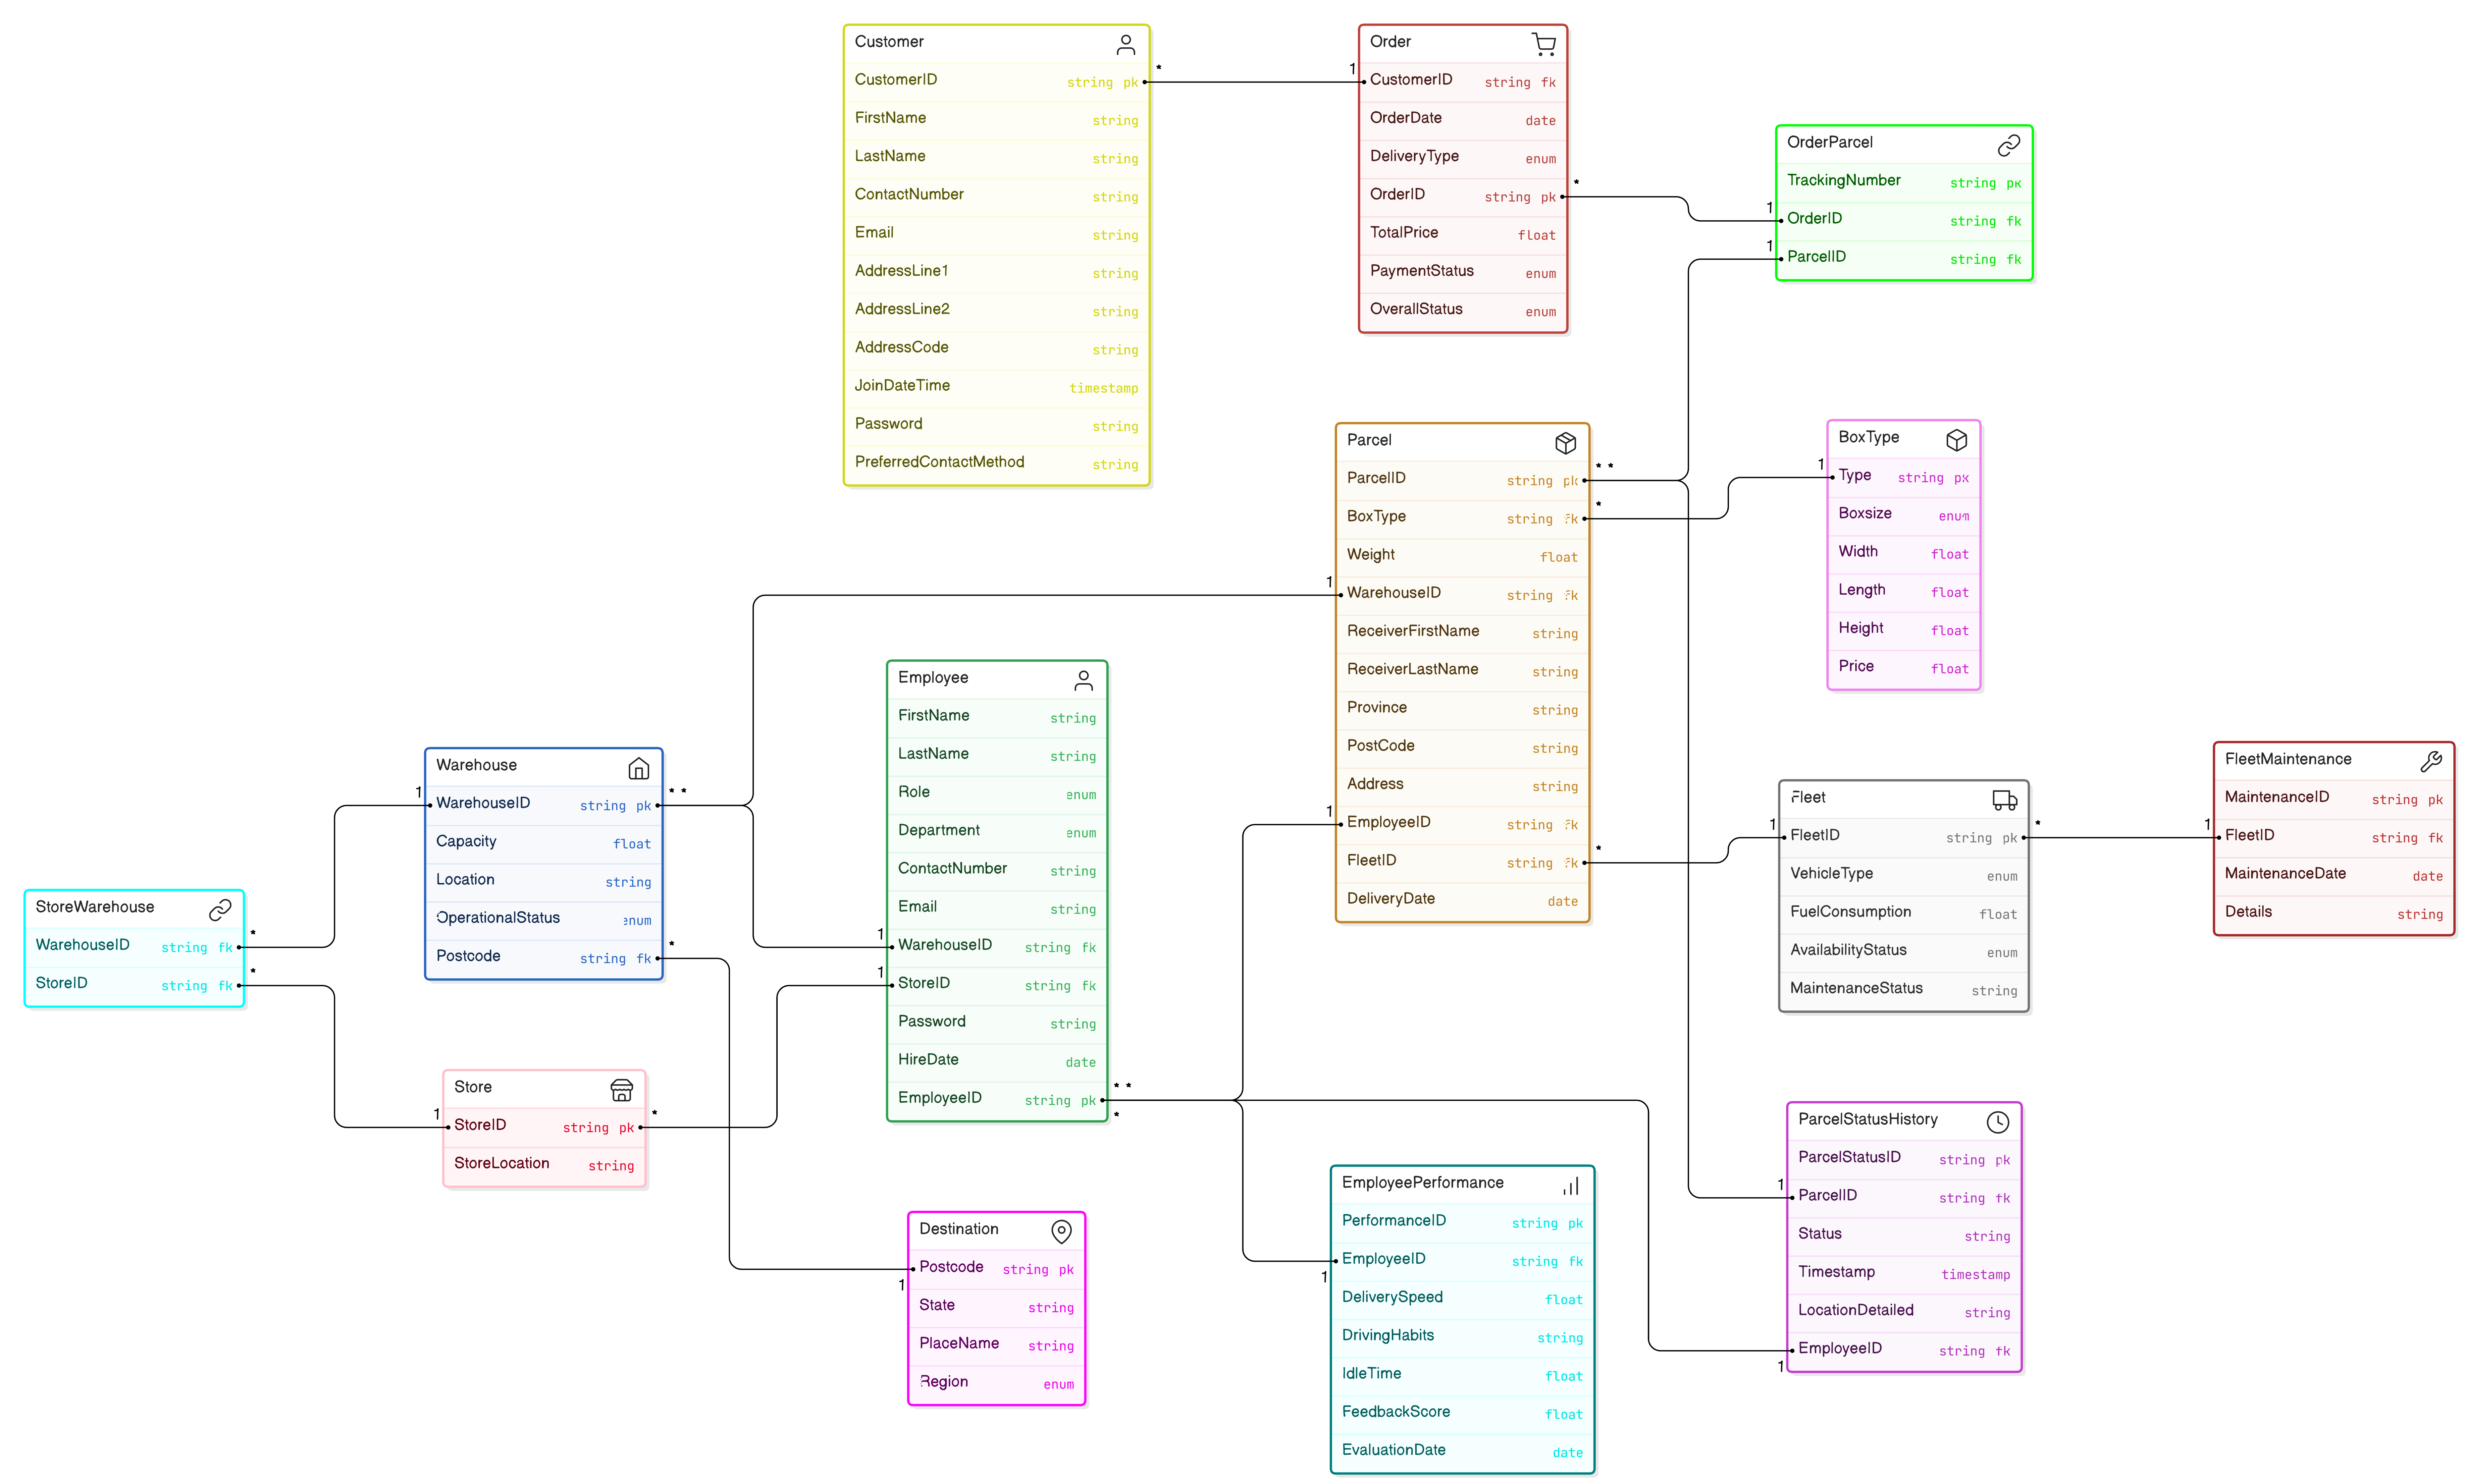 Customer
CustomerID string pk
FirstName string
LastName string
ContactNumber string
Email string
AddressLine1 string
AddressLine2 string
AddressCode string
JoinDateTime timestamp
Password string
PreferredContactMethod string
*
1
Order
CustomerID string fk
OrderDate date
DeliveryType enum
OrderID string pk
TotalPrice float
PaymentStatus enum
OverallStatus enum
*
1
1
OrderParcel
TrackingNumber string pk
OrderID string fk
ParcelID string fk
Parcel
ParcelID string pk
BoxType string fk
Weight float
WarehouseID string fk
ReceiverFirstName string
ReceiverLastName string
Province string
PostCode string
Address string
EmployeeID string fk
FleetID string fk
DeliveryDate date
* *
*
1
1
*
1
BoxType
Type string pk
Boxsize enum
Width float
Length float
Height float
Price float
Employee
FirstName string
LastName string
Role enum
Department enum
ContactNumber string
Email string
WarehouseID string fk
StoreID string fk
Password string
HireDate date
EmployeeID string pk
1
1
* *
*
Warehouse
WarehouseID string pk
Capacity float
Location string
OperationalStatus enum
Postcode string fk
1
* *
*
1
Fleet
FleetID string pk
VehicleType enum
FuelConsumption float
AvailabilityStatus enum
MaintenanceStatus string
*
1
FleetMaintenance
MaintenanceID string pk
FleetID string fk
MaintenanceDate date
Details string
StoreWarehouse
WarehouseID string fk
StoreID string fk
*
*
1
Store
StoreID string pk
StoreLocation string
*
1
Destination
Postcode string pk
State string
PlaceName string
Region enum
1
EmployeePerformance
PerformanceID string pk
EmployeeID string fk
DeliverySpeed float
DrivingHabits string
IdleTime float
FeedbackScore float
EvaluationDate date
1
1
ParcelStatusHistory
ParcelStatusID string pk
ParcelID string fk
Status string
Timestamp timestamp
LocationDetailed string
EmployeeID string fk